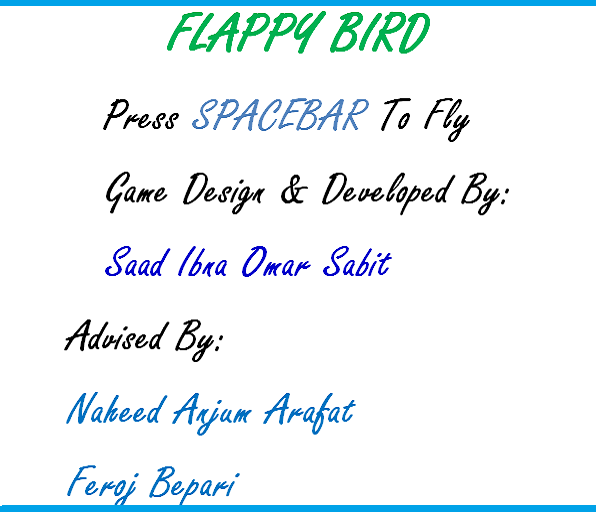 FLAPPY BIRD
Press SPACEBAR To Fly
Game Design & Developed By:
Saad Ibna Omar Sabit
Advised By:
Naheed Anjum Arafat
Feroj Bepari